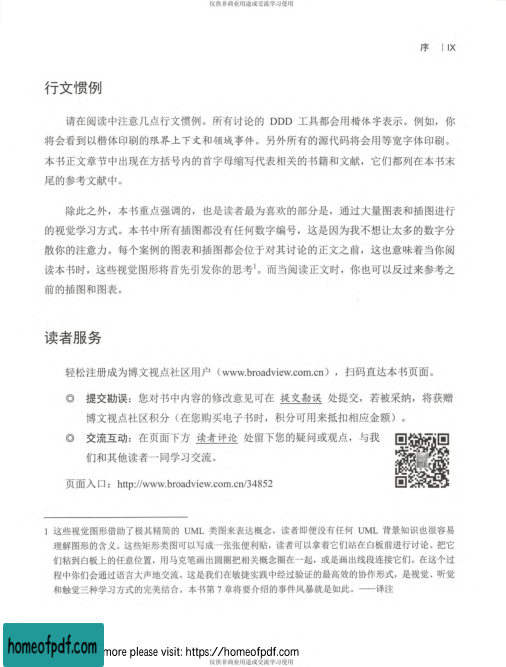 仅供非商业用途或交流学习使用
序 | IX
行文惯例
请在阅读中注意几点行文惯例。所有讨论的 DDD 工具都会用楷体字表示。例如，你
将会看到以楷体印刷的限界上下文和领域事件。另外所有的源代码将会用等宽字体印刷。
本书正文章节中出现在方括号内的首字母缩写代表相关的书籍和文献，它们都列在本书末
尾的参考文献中。
除此之外，本书重点强调的，也是读者最为喜欢的部分是，通过大量图表和插图进行
的视觉学习方式。本书中所有插图都没有任何数字编号，这是因为我不想让太多的数字分
散你的注意力。每个案例的图表和插图都会位于对其讨论的正文之前，这也意味着当你阅
读本书时，这些视觉图形将首先引发你的思考¹。而当阅读正文时，你也可以反过来参考之
前的插图和图表。
读者服务
轻松注册成为博文视点社区用户（www.broadview.com.cn），扫码直达本书页面。
◎ 提交勘误：您对书中内容的修改意见可在 提交勘误 处提交，若被采纳，将获赠
博文视点社区积分（在您购买电子书时，积分可用来抵扣相应金额）。
◎ 交流互动：在页面下方 读者评论 处留下您的疑问或观点，与我
们和其他读者一同学习交流。
页面入口：http://www.broadview.com.cn/34852
1 这些视觉图形借助了极其精简的 UML 类图来表达概念，读者即便没有任何 UML 背景知识也很容易
理解图形的含义。这些矩形类图可以写成一张张便利贴，读者可以拿着它们站在白板前进行讨论。把它
们粘到白板上的任意位置，用马克笔画出圆圈把相关概念圈在一起，或是画出线段连接它们。在这个过
程中你们会通过语言大声地交流。这是我们在敏捷实践中经过验证的最高效的协作形式，是视觉、听觉
和触觉三种学习方式的完美结合。本书第 7 章将要介绍的事件风暴就是如此。——译注
homeofpdf.com
more please visit: https://homeofpdf.com
仅供非商业用途或交流学习使用